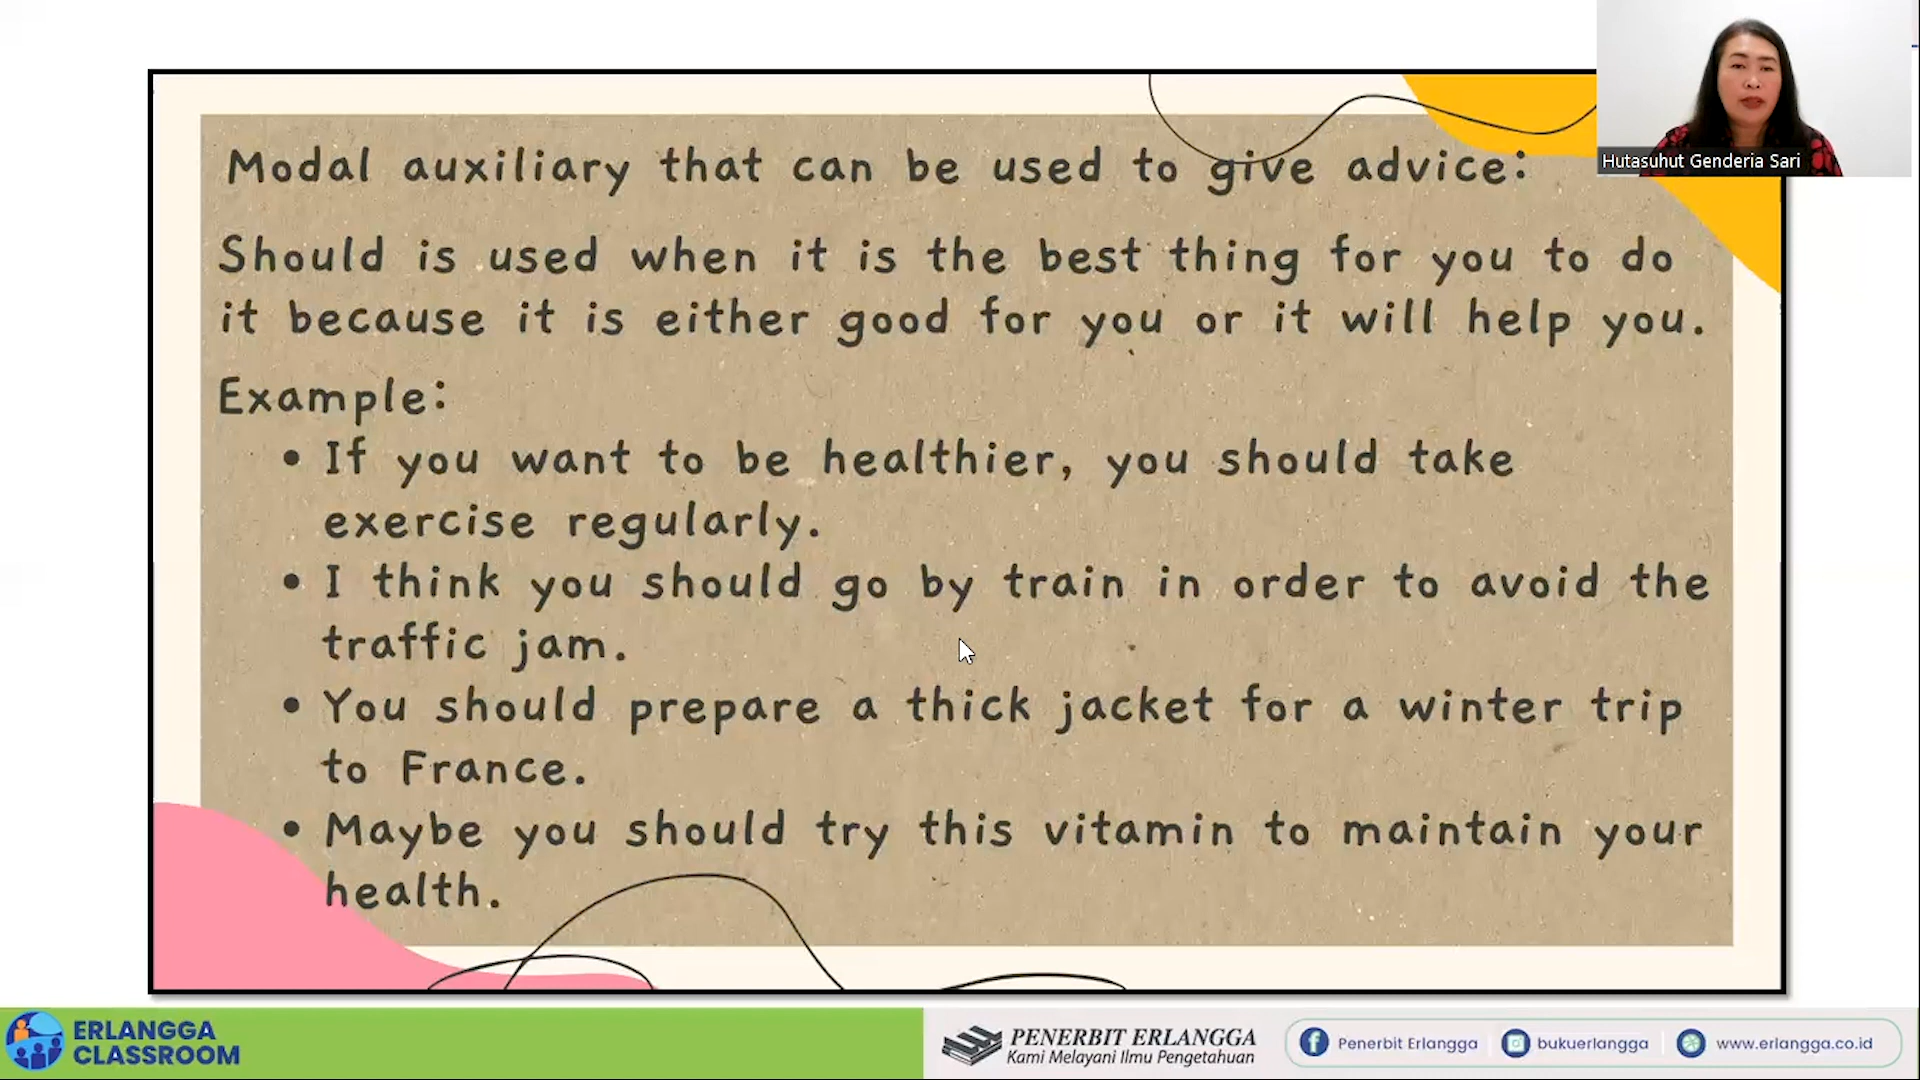 Hutasuhut Genderia Sari
Modal auxiliary that can be used to give advice:
Should is used when it is the best thing for you to do
it because it is either good for you or it will help you.
Example:
• If you want to be healthier, you should take
exercise regularly.
• I think you should go by train in order to avoid the
traffic jam.
• You should prepare a thick jacket for a winter trip
to France.
• Maybe you should try this vitamin to maintain your
health.
ERLANGGA
CLASSROOM
PENERBIT ERLANGGA
Kami Melayani Ilmu Pengetahuan
Penerbit Erlangga
bukuerlangga
www.erlangga.co.id